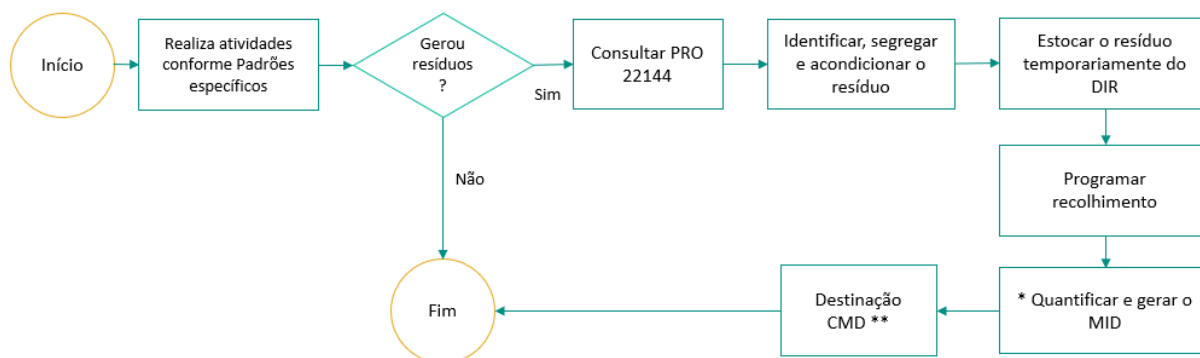 Início
Realiza atividades
conforme Padrões
específicos
Gerou
resíduos
?
Sim
Consultar PRO
22144
Identificar, segregar
e acondicionar o
resíduo
Estocar o resíduo
temporariamente do
DIR
Não
Programar
recolhimento
* Quantificar e gerar o
MID
Destinação
CMD **
Fim